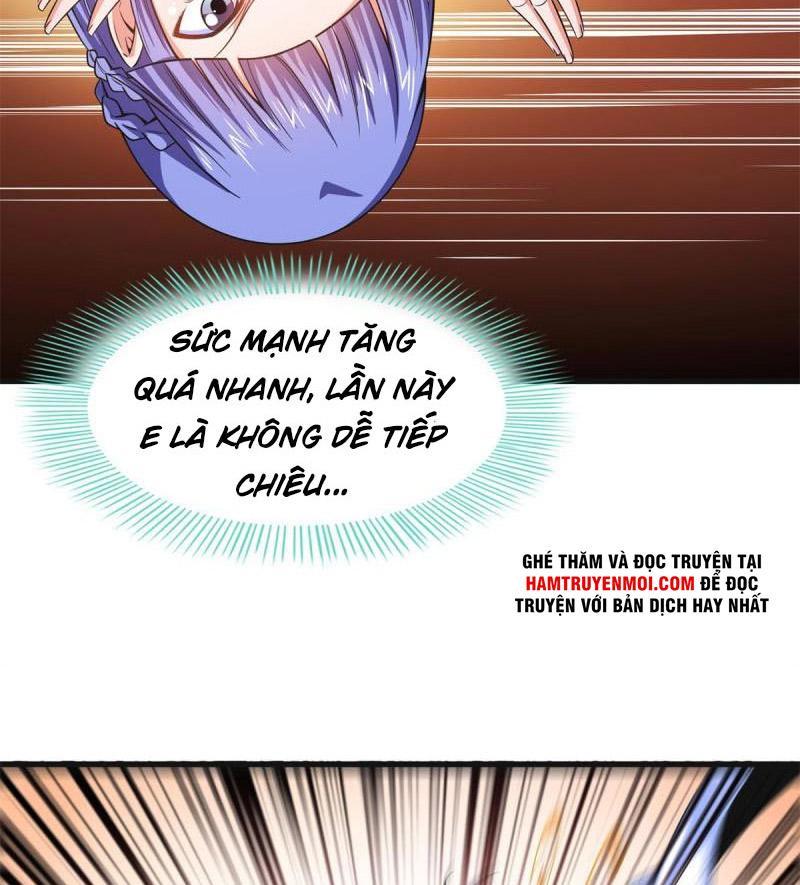 SỨC MẠNH TĂNG
QUÁ NHANH, LẦN NÀY
E LÀ KHÔNG DỄ TIẾP
CHIÊU...
GHÉ THĂM VÀ ĐỌC TRUYỆN TẠI
HAMTRUYENMOI.COM ĐỂ ĐỌC
TRUYỆN VỚI BẢN DỊCH HAY NHẤT